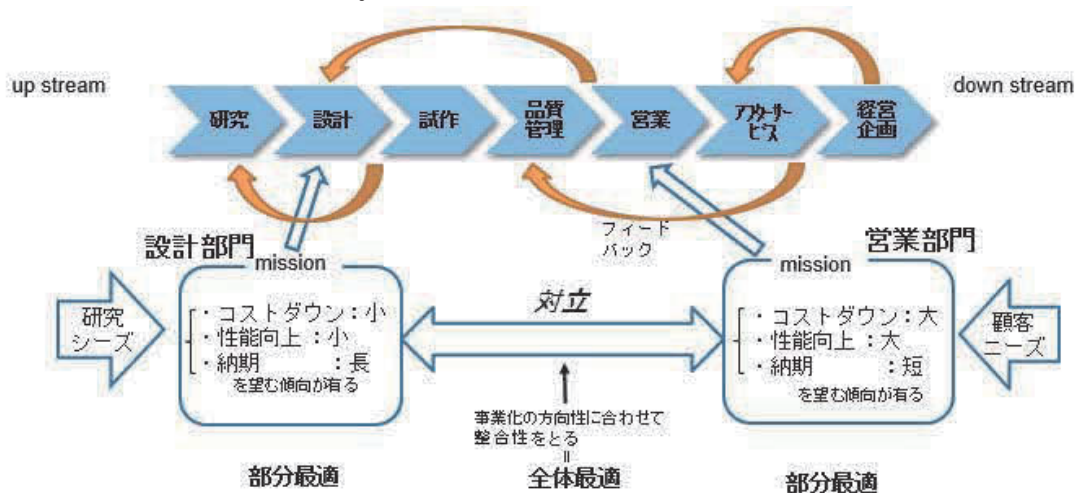 up stream
down stream
研究
設計
試作
品質
管理
営業
アフターサー
ビス
経営
企画
フィード
バック
設計部門
mission
営業部門
mission
研究
シーズ
・コストダウン：小
・性能向上：小
・納期　　　：長
を望む傾向が有る
対立
・コストダウン：大
・性能向上：大
・納期　　　：短
を望む傾向が有る
顧客
ニーズ
事業化の方向性に合わせて
整合性をとる
＝
部分最適
全体最適
部分最適